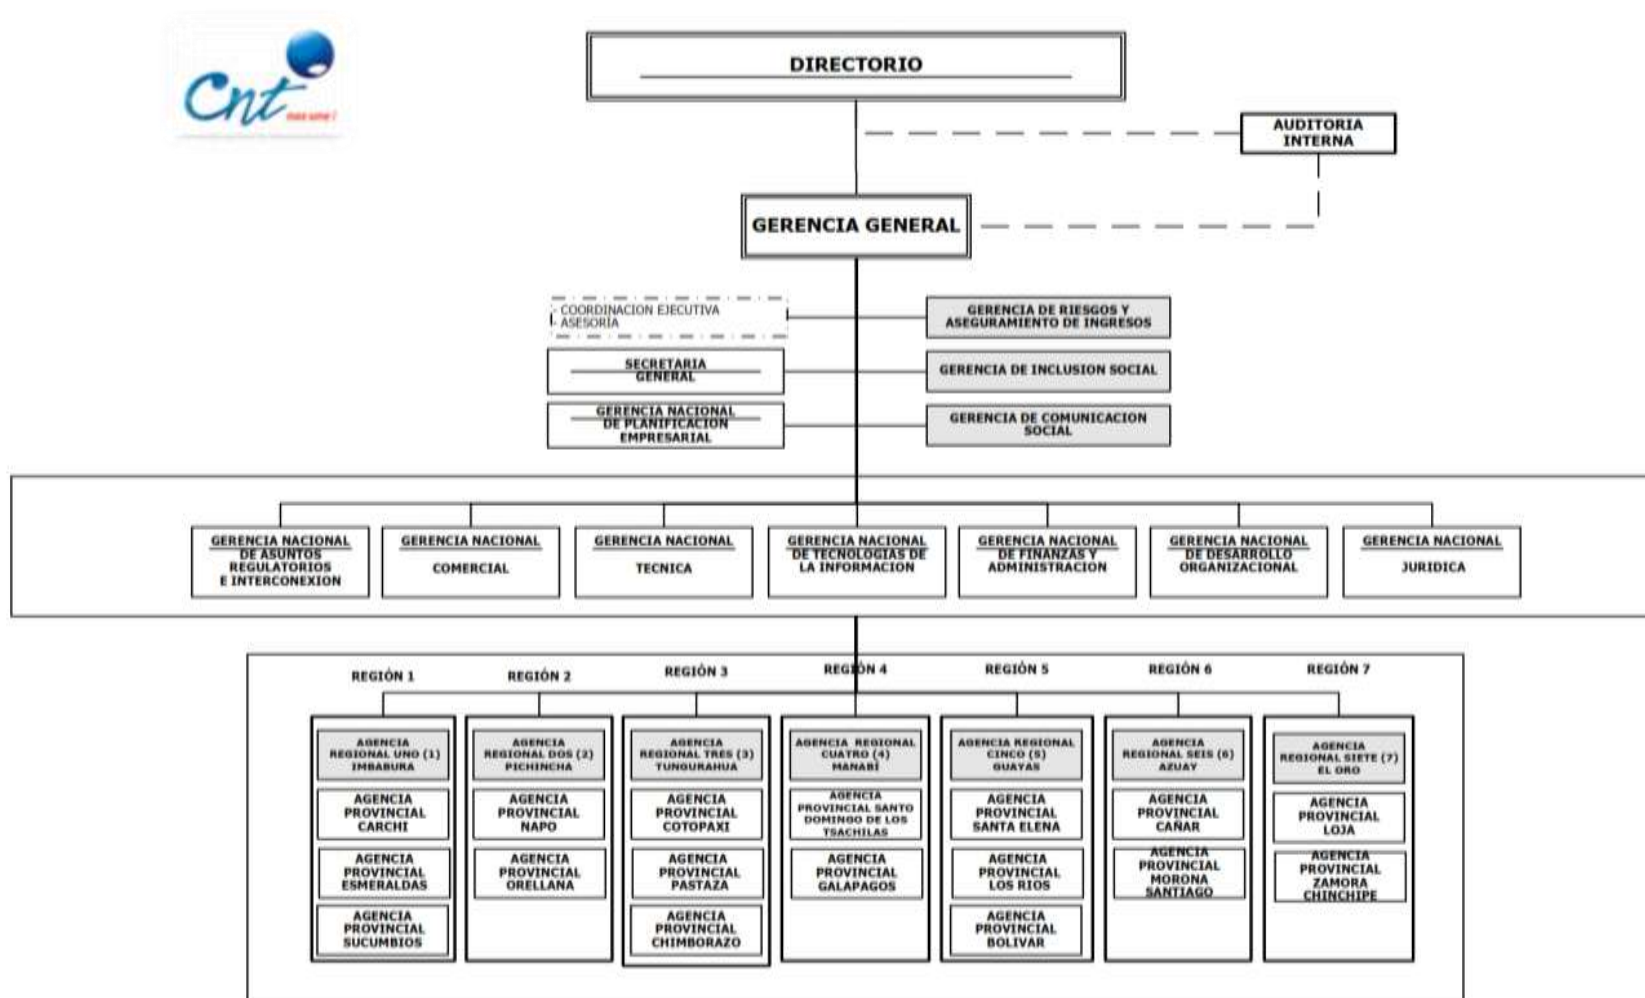 Cnt
DIRECTORIO
AUDITORIA
INTERNA
GERENCIA GENERAL
- COORDINACION EJECUTIVA
- ASESORÍA
GERENCIA DE RIESGOS Y
ASEGURAMIENTO DE INGRESOS
SECRETARIA
GENERAL
GERENCIA DE INCLUSION SOCIAL
GERENCIA NACIONAL
DE PLANIFICACION
EMPRESARIAL
GERENCIA DE COMUNICACION
SOCIAL
GERENCIA NACIONAL
DE ASUNTOS
REGULATORIOS
E INTERCONEXION
GERENCIA NACIONAL
COMERCIAL
GERENCIA NACIONAL
TECNICA
GERENCIA NACIONAL
DE TECNOLOGIAS DE
LA INFORMACION
GERENCIA NACIONAL
DE FINANZAS Y
ADMINISTRACION
GERENCIA NACIONAL
DE DESARROLLO
ORGANIZACIONAL
GERENCIA NACIONAL
JURIDICA
REGIÓN 1
AGENCIA
REGIONAL UNO (1)
IMBABURA
AGENCIA
PROVINCIAL
CARCHI
AGENCIA
PROVINCIAL
ESMERALDAS
AGENCIA
PROVINCIAL
SUCUMBIOS
REGIÓN 2
AGENCIA
REGIONAL DOS (2)
PICHINCHA
AGENCIA
PROVINCIAL
NAPO
AGENCIA
PROVINCIAL
ORELLANA
REGIÓN 3
AGENCIA
REGIONAL TRES (3)
TUNGURAHUA
AGENCIA
PROVINCIAL
COTOPAXI
AGENCIA
PROVINCIAL
PASTAZA
AGENCIA
PROVINCIAL
CHIMBORAZO
REGIÓN 4
AGENCIA REGIONAL
CUATRO (4)
MANABÍ
AGENCIA
PROVINCIAL SANTO
DOMINGO DE LOS
TSACHILAS
AGENCIA
PROVINCIAL
GALAPAGOS
REGIÓN 5
AGENCIA REGIONAL
CINCO (5)
GUAYAS
AGENCIA
PROVINCIAL
SANTA ELENA
AGENCIA
PROVINCIAL
LOS RIOS
AGENCIA
PROVINCIAL
BOLIVAR
REGIÓN 6
AGENCIA
REGIONAL SEIS (6)
AZUAY
AGENCIA
PROVINCIAL
CAÑAR
AGENCIA
PROVINCIAL
MORONA
SANTIAGO
REGIÓN 7
AGENCIA
REGIONAL SIETE (7)
EL ORO
AGENCIA
PROVINCIAL
LOJA
AGENCIA
PROVINCIAL
ZAMORA
CHINCHIPE